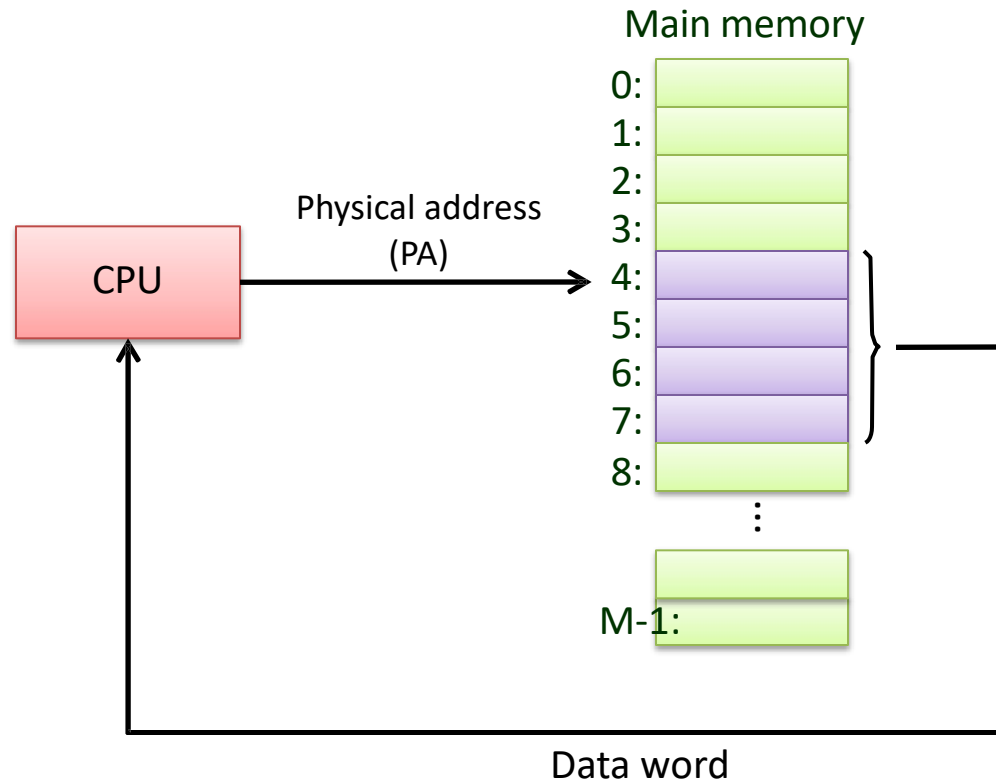 Main memory
0:
1:
2:
Physical address
(PA)
3:
CPU
4:
5:
6:
7:
8:
...
M-1:
Data word